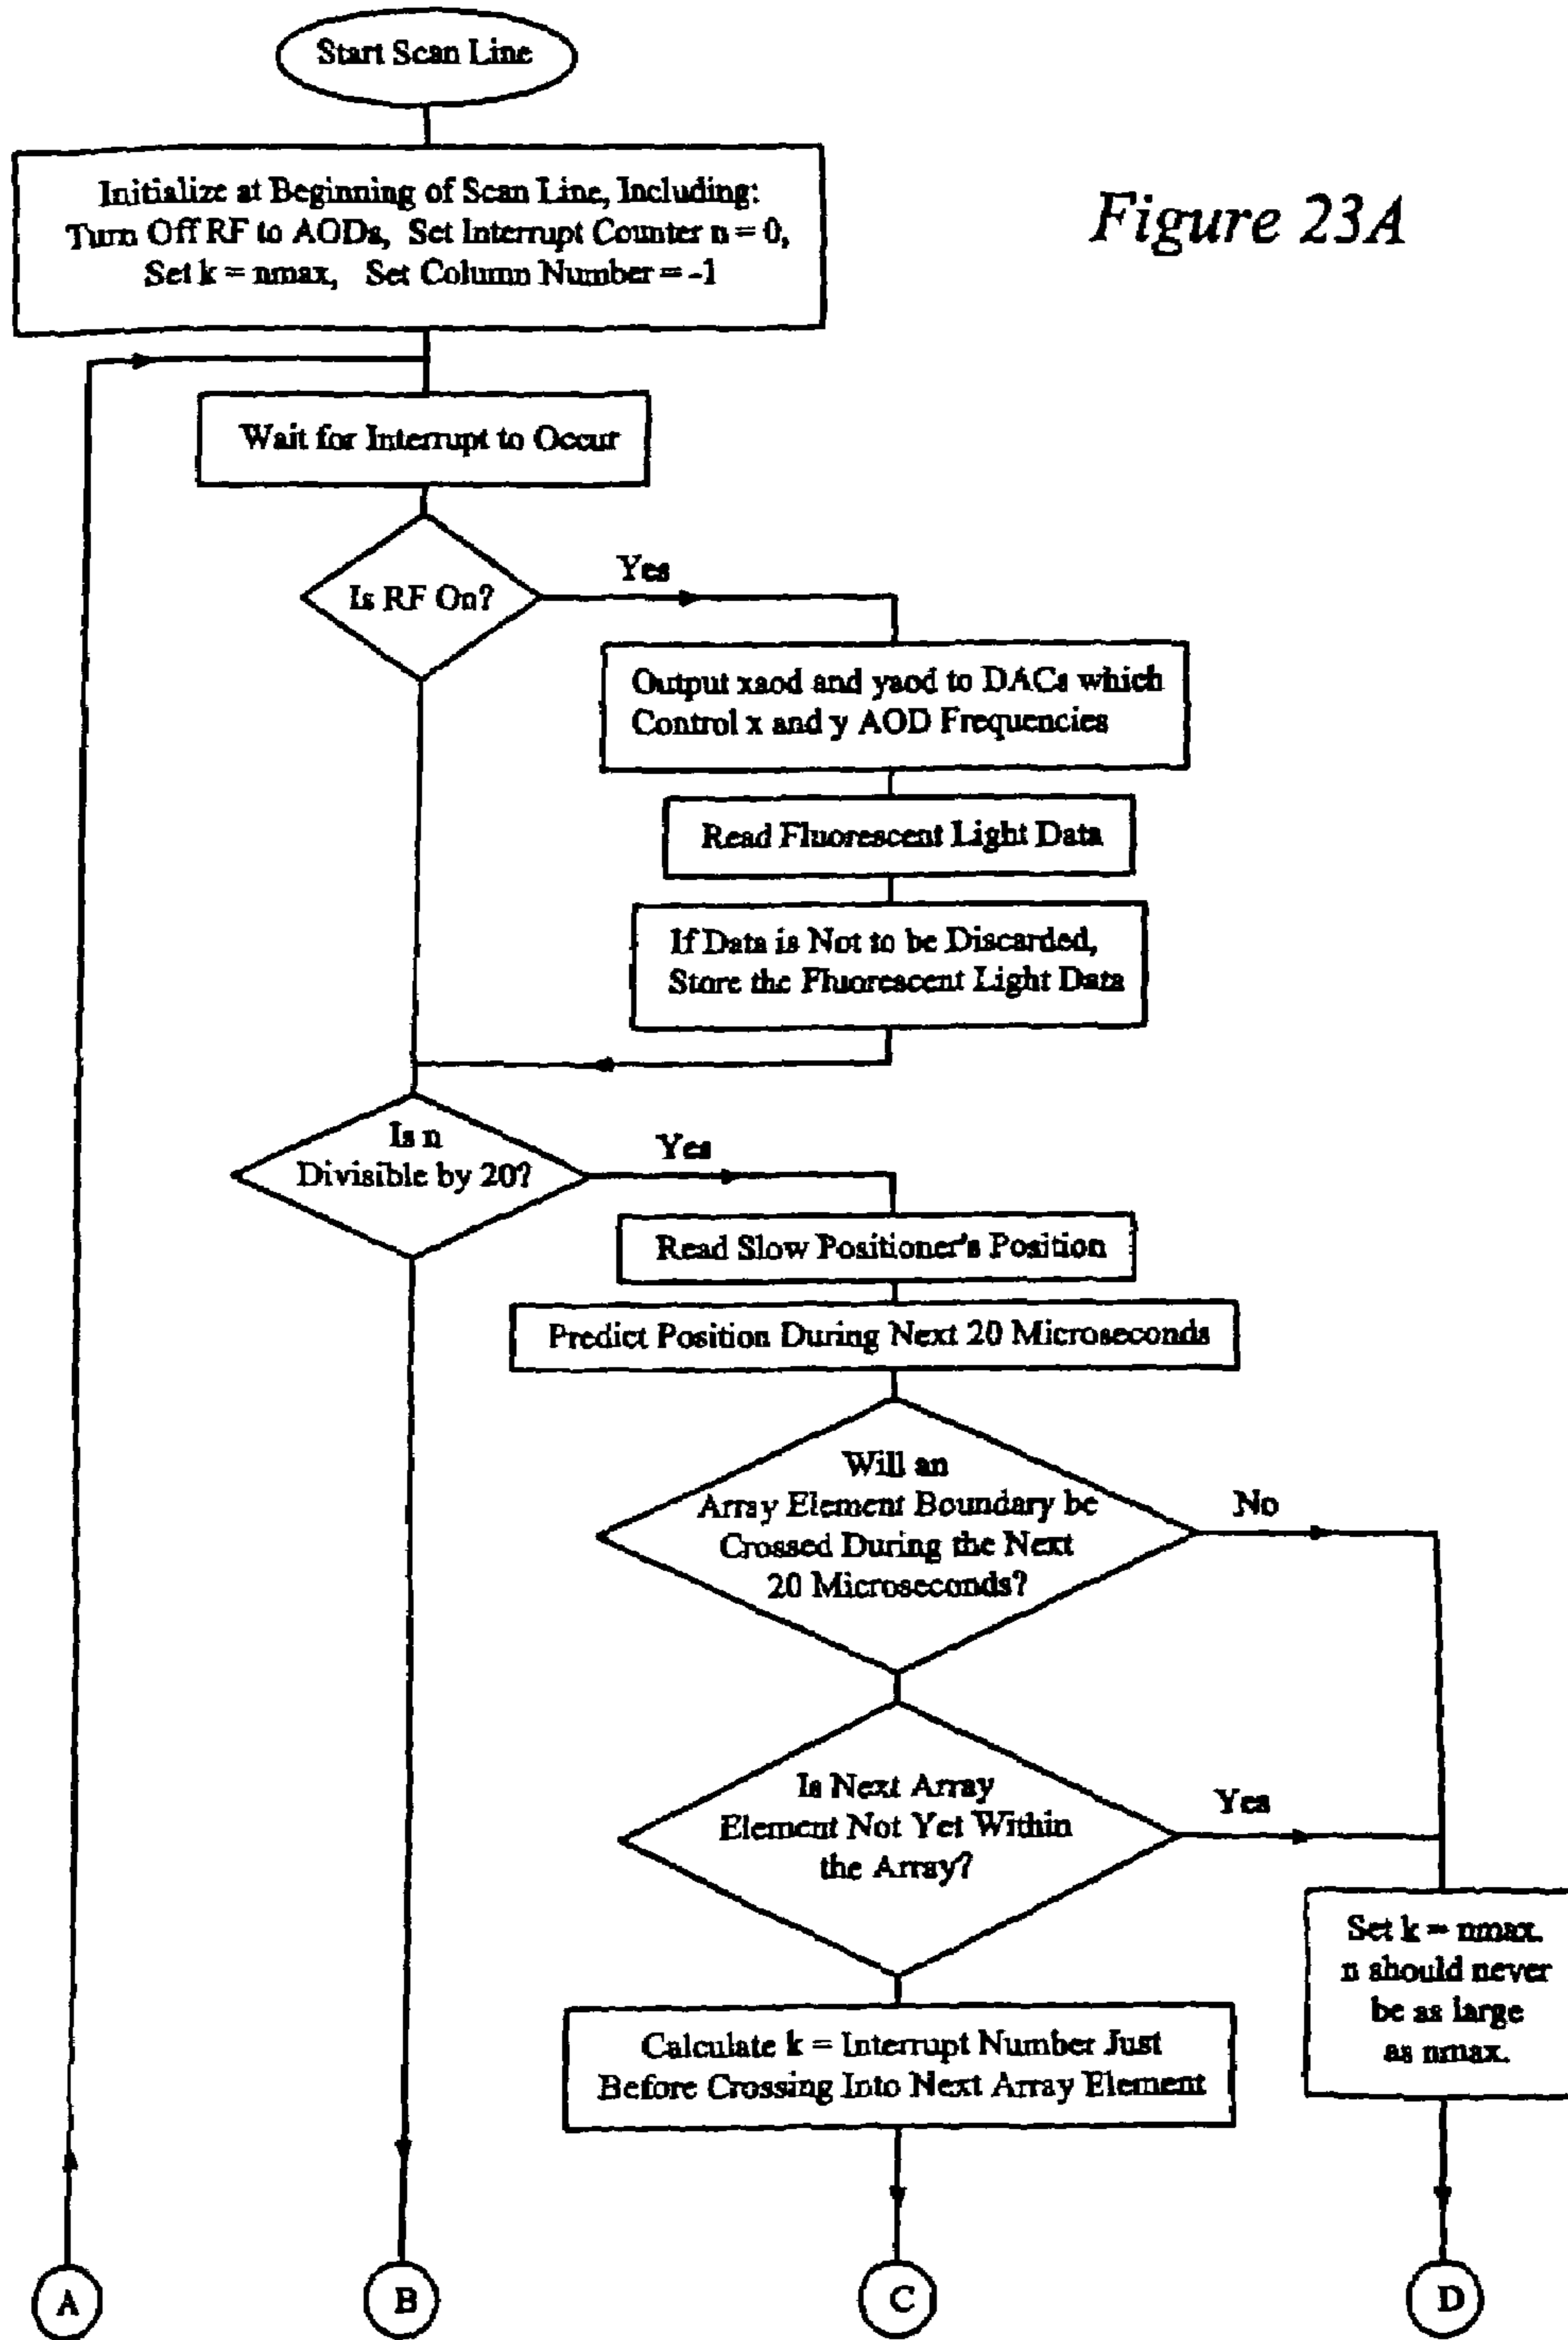 Start Scan Line
Figure 23A
Initialize at Beginning of Scan Line, Including:
Turn Off RF to AODs, Set Interrupt Counter n = 0,
Set k = nmax, Set Column Number = -1
Wait for Interrupt to Occur
Is RF On?
Yes
Output xaod and yaod to DACs which
Control x and y AOD Frequencies
Read Fluorescent Light Data
If Data is Not to be Discarded,
Store the Fluorescent Light Data
Is n
Divisible by 20?
Yes
Read Slow Positioner's Position
Predict Position During Next 20 Microseconds
Will an
Array Element Boundary be
Crossed During the Next
20 Microseconds?
No
Is Next Array
Element Not Yet Within
the Array?
Yes
Set k = nmax.
n should never
be as large
as nmax.
Calculate k = Interrupt Number Just
Before Crossing Into Next Array Element
A
B
C
D